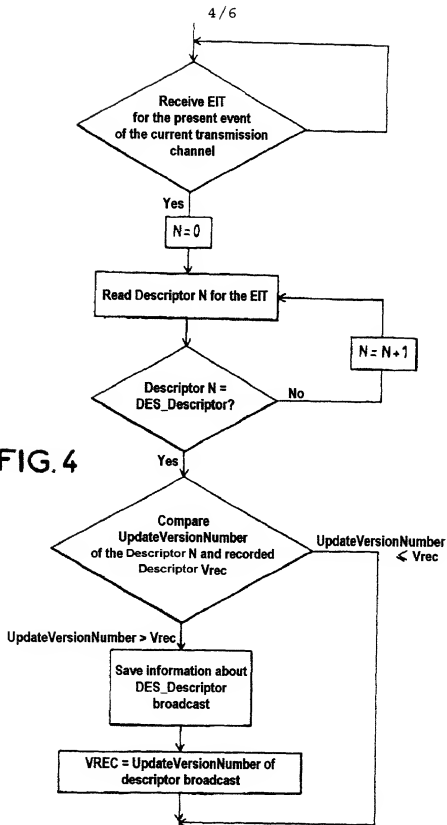 4/6
Receive EIT
for the present event
of the current transmission
channel
Yes
N=0
Read Descriptor N for the EIT
N=N+1
Descriptor N =
DES_Descriptor?
No
FIG. 4
Yes
Compare
UpdateVersionNumber
of the Descriptor N and recorded
Descriptor Vrec
UpdateVersionNumber
⩽ Vrec
UpdateVersionNumber > Vrec
Save information about
DES_Descriptor
broadcast
VREC = UpdateVersionNumber of
descriptor broadcast